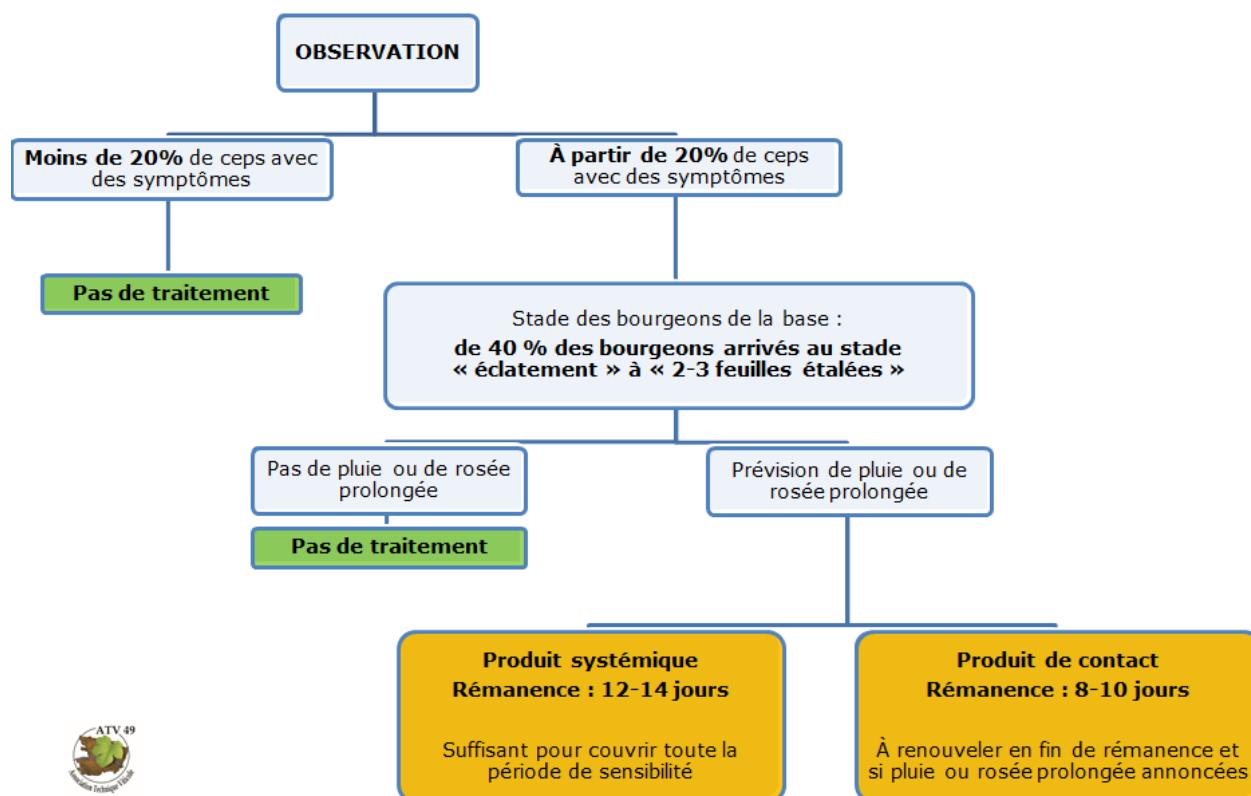 OBSERVATION
Moins de 20% de ceps avec
des symptômes
À partir de 20% de ceps
avec des symptômes
Pas de traitement
Stade des bourgeons de la base :
de 40 % des bourgeons arrivés au stade
« éclatement » à « 2-3 feuilles étalées »
Pas de pluie ou de rosée
prolongée
Prévision de pluie ou de
rosée prolongée
Pas de traitement
Produit systémique
Rémanence : 12-14 jours
Suffisant pour couvrir toute la
période de sensibilité
Produit de contact
Rémanence : 8-10 jours
À renouveler en fin de rémanence et
si pluie ou rosée prolongée annoncées
ATV 49
Association Technique Viticole